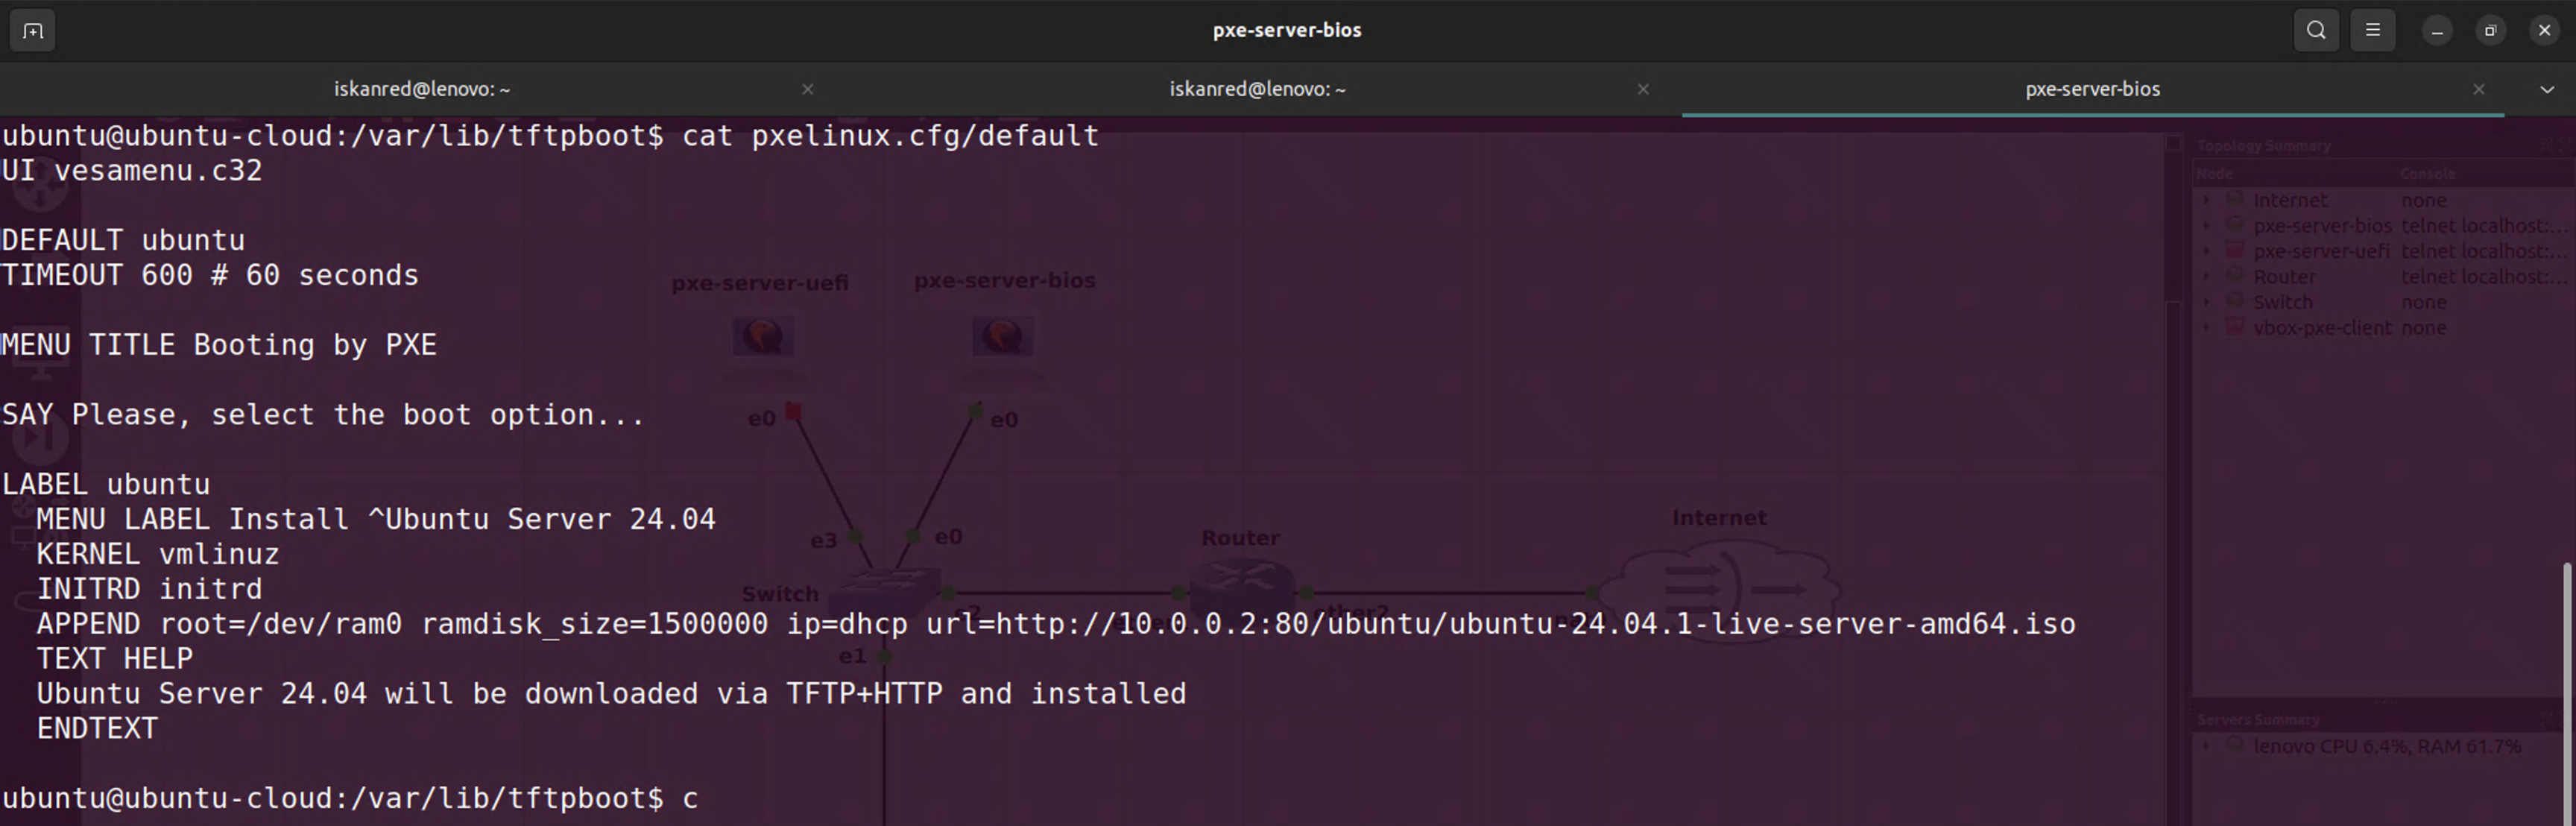 pxe-server-bios
iskanred@lenovo: ~
iskanred@lenovo: ~
pxe-server-bios
ubuntu@ubuntu-cloud:/var/lib/tftpboot$ cat pxelinux.cfg/default
UI vesamenu.c32
DEFAULT ubuntu
TIMEOUT 600 # 60 seconds
MENU TITLE Booting by PXE
SAY Please, select the boot option...
LABEL ubuntu
MENU LABEL Install ^Ubuntu Server 24.04
KERNEL vmlinuz
INITRD initrd
APPEND root=/dev/ram0 ramdisk_size=1500000 ip=dhcp url=http://10.0.0.2:80/ubuntu/ubuntu-24.04.1-live-server-amd64.iso
TEXT HELP
Ubuntu Server 24.04 will be downloaded via TFTP+HTTP and installed
ENDTEXT
ubuntu@ubuntu-cloud:/var/lib/tftpboot$ c
pxe-server-uefi
pxe-server-bios
e0
e0
e3
e0
Switch
e2
Router
ether2
Internet
e1
Topology Summary
Node Console
Internet none
pxe-server-bios telnet localhost:...
pxe-server-uefi telnet localhost:...
Router telnet localhost:...
Switch none
vbox-pxe-client none
Servers Summary
lenovo CPU 6.4%, RAM 61.7%